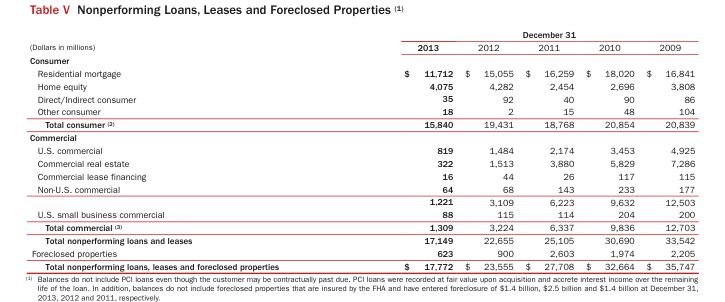 Table V Nonperforming Loans, Leases and Foreclosed Properties (1)
December 31
(Dollars in millions) 2013 2012 2011 2010 2009
Consumer
Residential mortgage $ 11,712 $ 15,055 $ 16,259 $ 18,020 $ 16,841
Home equity 4,075 4,282 2,454 2,696 3,808
Direct/Indirect consumer 35 92 40 90 86
Other consumer 18 2 15 48 104
Total consumer (2) 15,840 19,431 18,768 20,854 20,839
Commercial
U.S. commercial 819 1,484 2,174 3,453 4,925
Commercial real estate 322 1,513 3,880 5,829 7,286
Commercial lease financing 16 44 26 117 115
Non-U.S. commercial 64 68 143 233 177
1,221 3,109 6,223 9,632 12,503
U.S. small business commercial 88 115 114 204 200
Total commercial (3) 1,309 3,224 6,337 9,836 12,703
Total nonperforming loans and leases 17,149 22,655 25,105 30,690 33,542
Foreclosed properties 623 900 2,603 1,974 2,205
Total nonperforming loans, leases and foreclosed properties $ 17,772 $ 23,555 $ 27,708 $ 32,664 $ 35,747
(1) Balances do not include PCI loans even though the customer may be contractually past due. PCI loans were recorded at fair value upon acquisition and accrete interest income over the remaining
life of the loan. In addition, balances do not include foreclosed properties that are insured by the FHA and have entered foreclosure of $1.4 billion, $2.5 billion and $1.4 billion at December 31,
2013, 2012 and 2011, respectively.